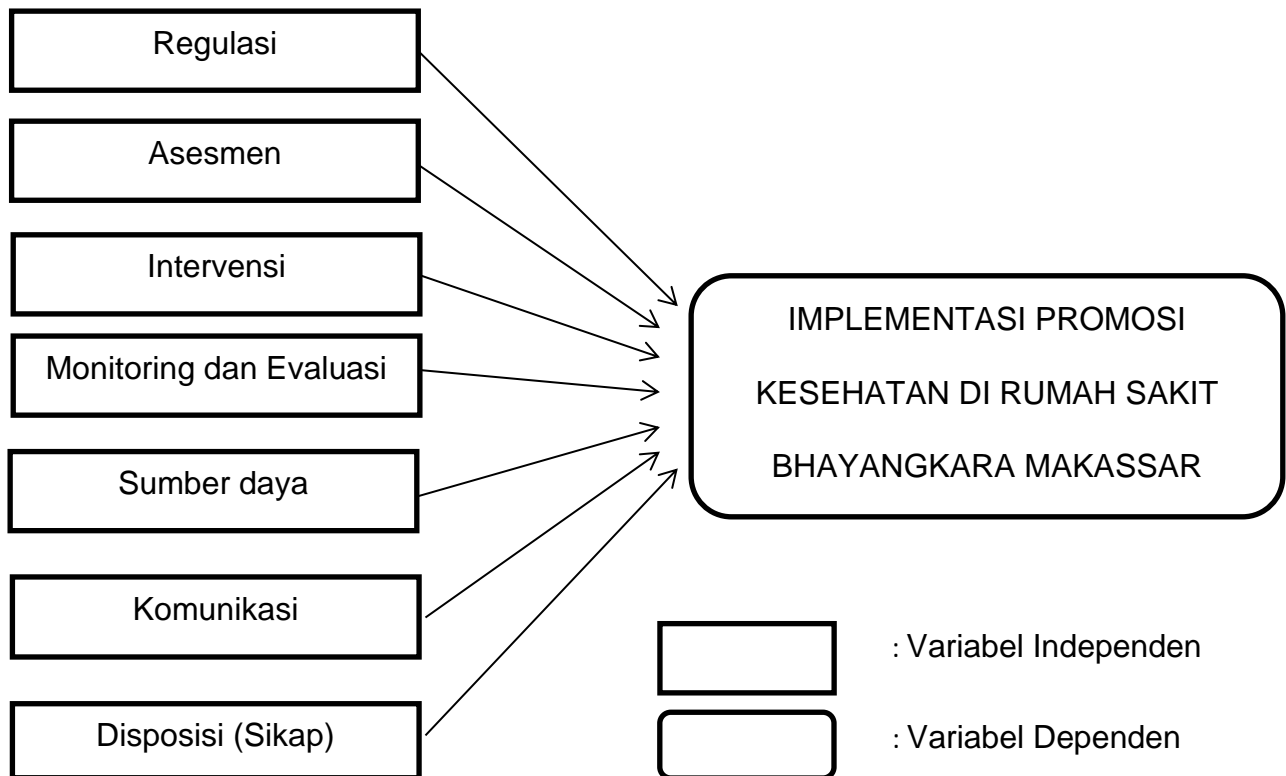 Regulasi
Asesmen
Intervensi
Monitoring dan Evaluasi
Sumber daya
Komunikasi
Disposisi (Sikap)
IMPLEMENTASI PROMOSI
KESEHATAN DI RUMAH SAKIT
BHAYANGKARA MAKASSAR
: Variabel Independen
: Variabel Dependen